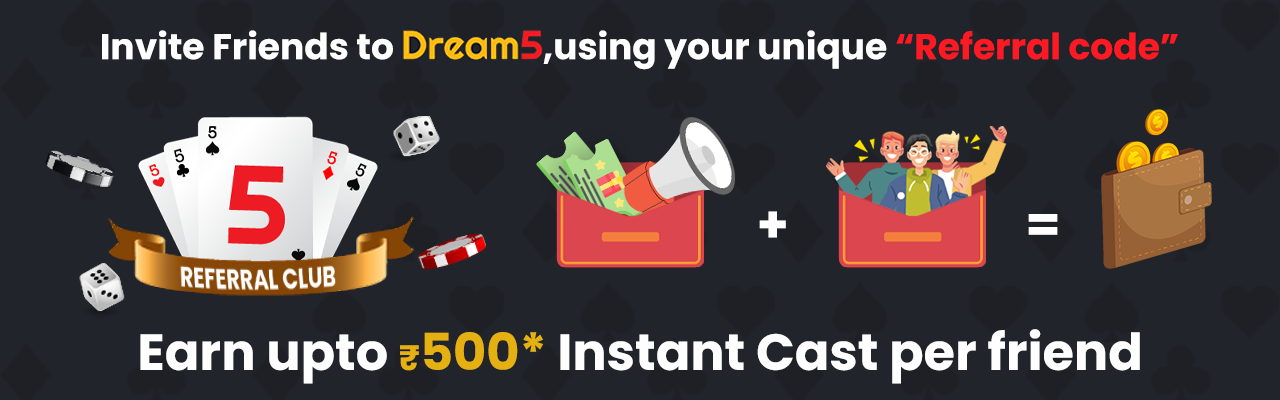 Invite Friends to Dream5,using your unique “Referral code”
5
5
5
5
5
5
REFERRAL CLUB
+
=
Earn upto ₹500* Instant Cast per friend